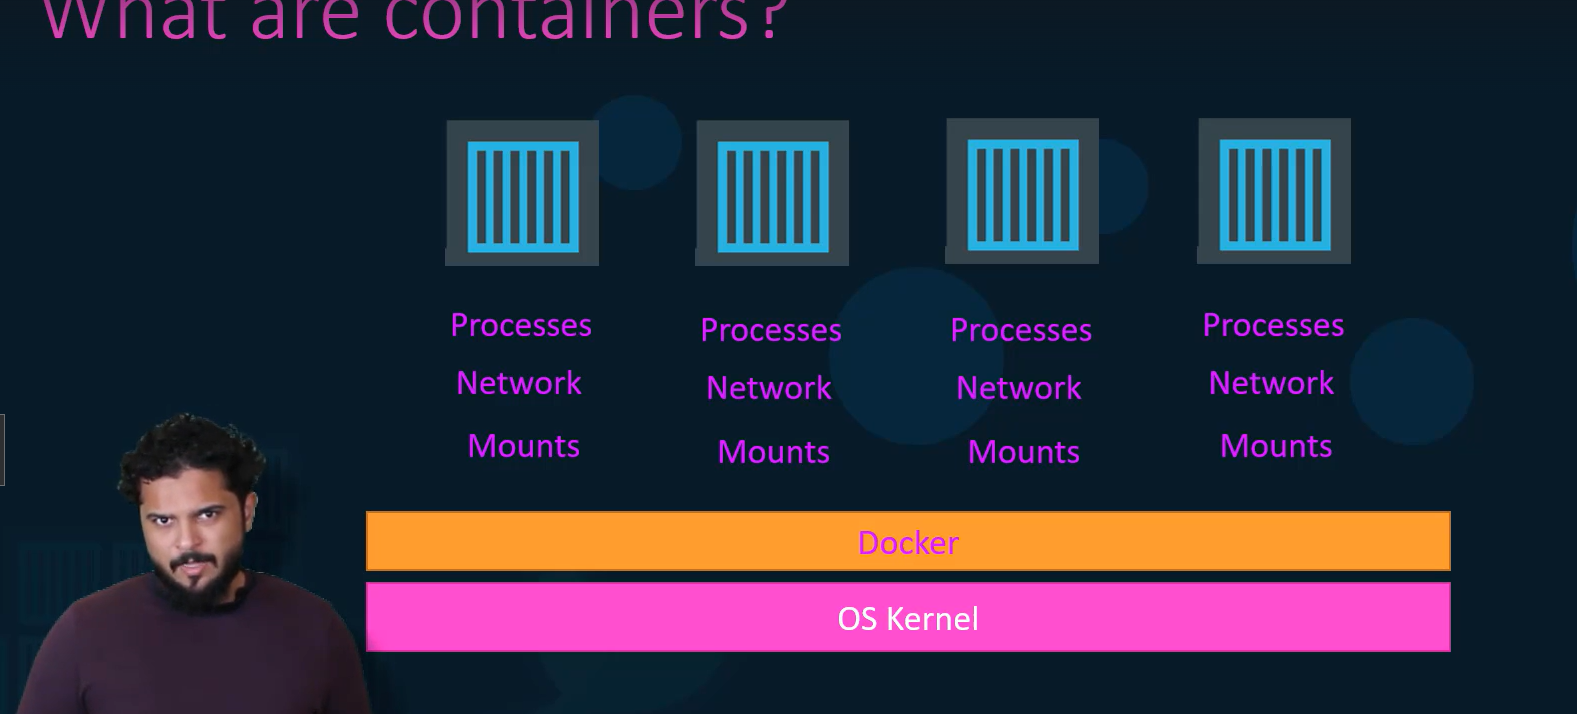 What are containers?
Processes Processes Processes Processes
Network Network Network Network
Mounts Mounts Mounts Mounts
Docker
OS Kernel